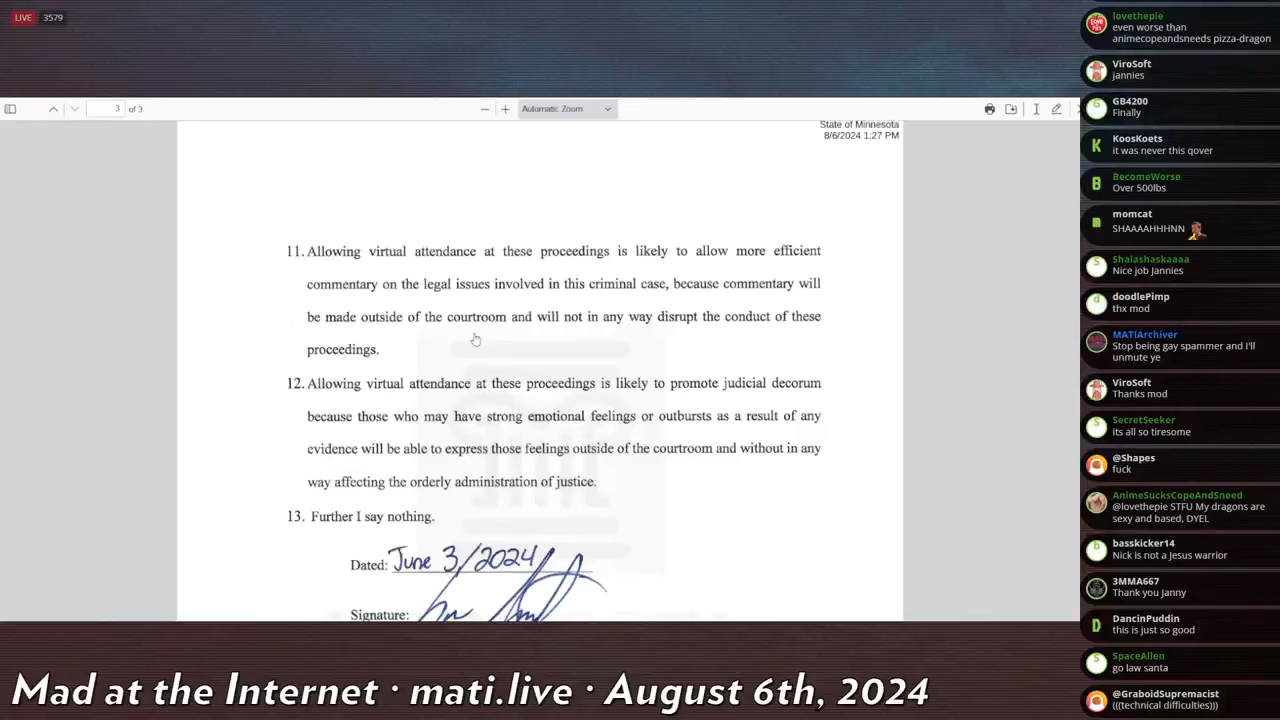 LIVE 3579
3 of 3
Automatic Zoom
State of Minnesota
8/6/2024 1:27 PM
11. Allowing virtual attendance at these proceedings is likely to allow more efficient
commentary on the legal issues involved in this criminal case, because commentary will
be made outside of the courtroom and will not in any way disrupt the conduct of these
proceedings.
12. Allowing virtual attendance at these proceedings is likely to promote judicial decorum
because those who may have strong emotional feelings or outbursts as a result of any
evidence will be able to express those feelings outside of the courtroom and without in any
way affecting the orderly administration of justice.
13. Further I say nothing.
Dated: June 3/2024
Signature:
lovethepie
even worse than
animecopeandsneeds pizza-dragon
ViroSoft
jannies
GB4200
Finally
KoosKoets
it was never this qover
BecomeWorse
Over 500lbs
momcat
SHAAAAHHHNN
Shalashaskaaaa
Nice job Jannies
doodlePimp
thx mod
MATIArchiver
Stop being gay spammer and I'll
unmute ye
ViroSoft
Thanks mod
SecretSeeker
its all so tiresome
@Shapes
fuck
AnimeSucksCopeAndSneed
@lovethepie STFU My dragons are
sexy and based, DYEL
basskicker14
Nick is not a Jesus warrior
3MMA667
Thank you Janny
DancinPuddin
this is just so good
SpaceAllen
go law santa
@GraboidSupremacist
(((technical difficulties)))
Mad at the Internet · mati.live · August 6th, 2024